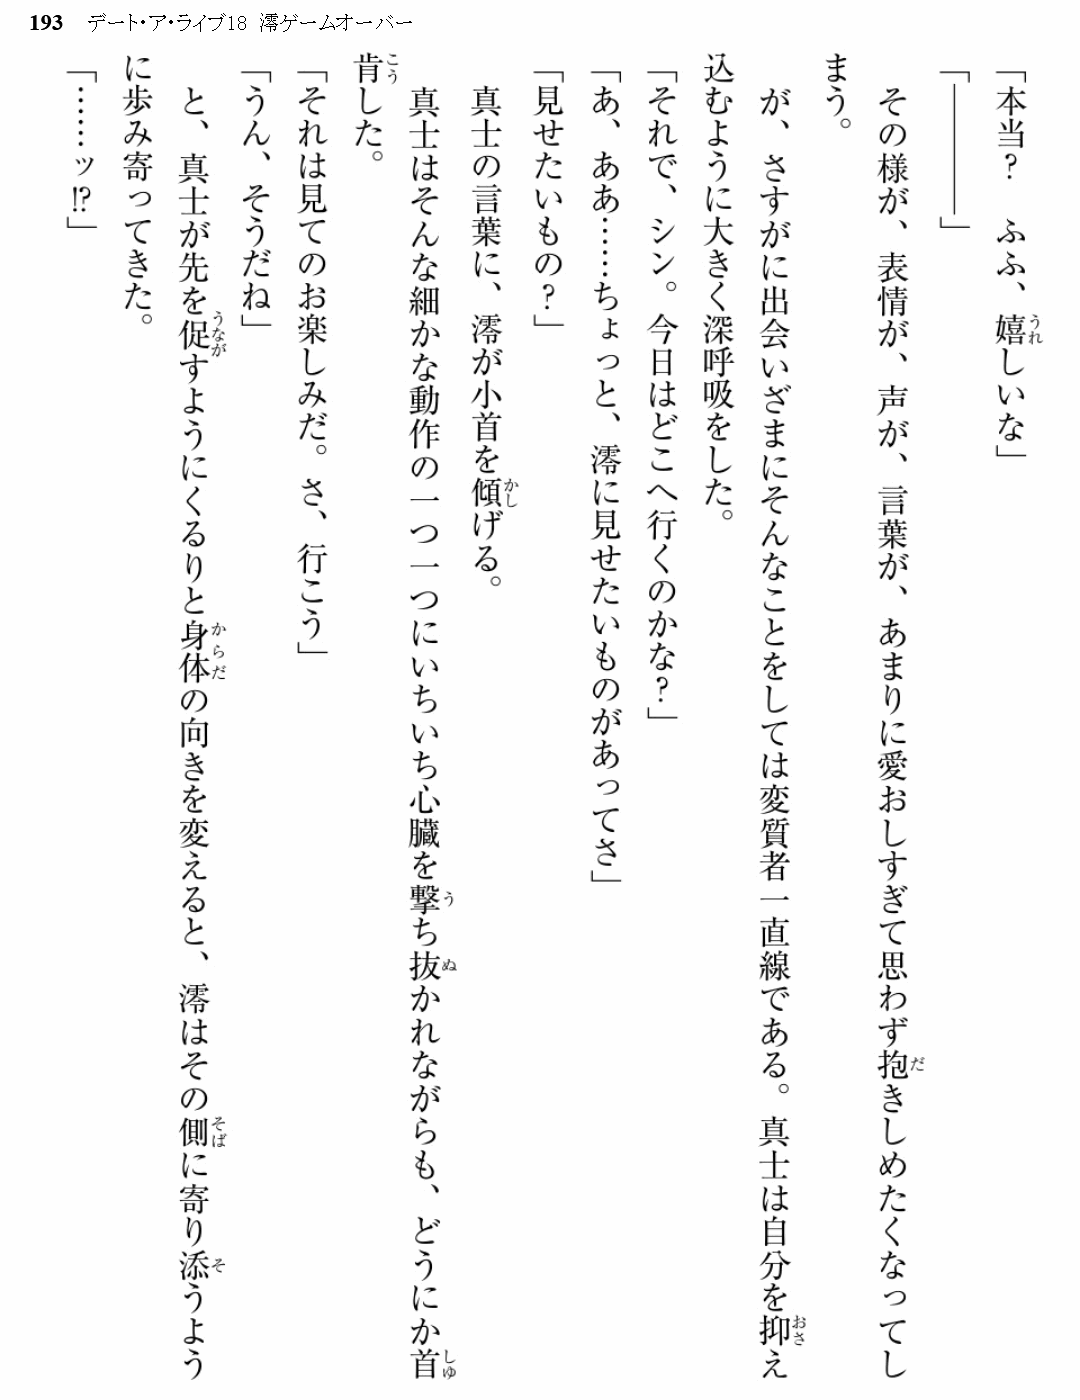 193 デート・ア・ライブ18 澪ゲームオーバー
「本当? ふふ、嬉しいな」
「――――」
その様が、表情が、声が、言葉が、あまりに愛おしすぎて思わず抱きしめたくなってし
まう。
が、さすがに出会いざまにそんなことをしては変質者一直線である。真士は自分を抑え
込むように大きく深呼吸をした。
「それで、シン。今日はどこへ行くのかな?」
「あ、ああ……ちょっと、澪に見せたいものがあってさ」
「見せたいもの?」
真士の言葉に、澪が小首を傾げる。
真士はそんな細かな動作の一つ一つにいちいち心臓を撃ち抜かれながらも、どうにか首
肯した。
「それは見てのお楽しみだ。さ、行こう」
「うん、そうだね」
と、真士が先を促すようにくるりと身体の向きを変えると、澪はその側に寄り添うよう
に歩み寄ってきた。
「……ッ!?」